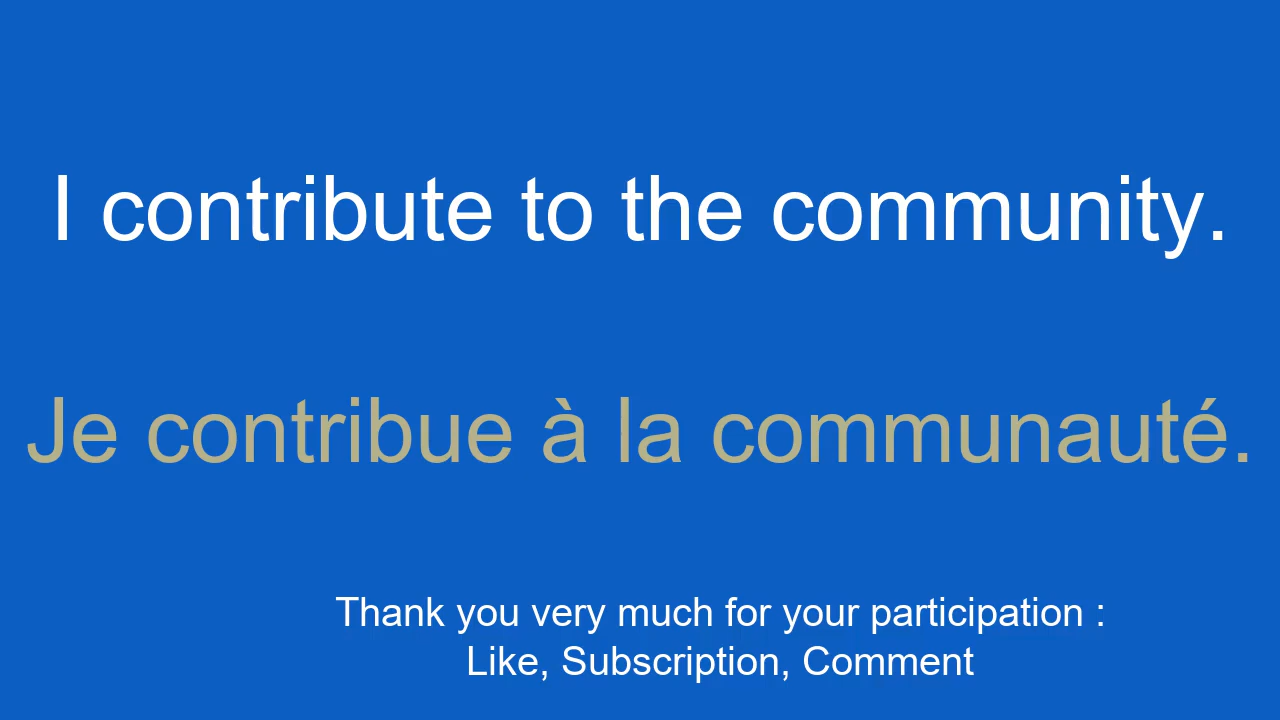 I contribute to the community.
Je contribue à la communauté.
Thank you very much for your participation :
Like, Subscription, Comment